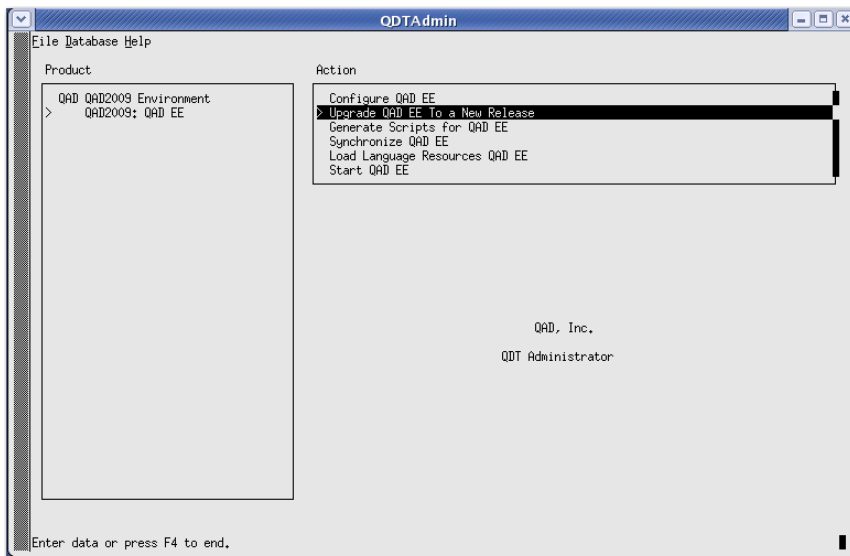 QDTAdmin
File Database Help
Product
Action
QAD QAD2009 Environment
> QAD2009: QAD EE
Configure QAD EE
> Upgrade QAD EE To a New Release
Generate Scripts for QAD EE
Synchronize QAD EE
Load Language Resources QAD EE
Start QAD EE
QAD, Inc.
QDT Administrator
Enter data or press F4 to end.